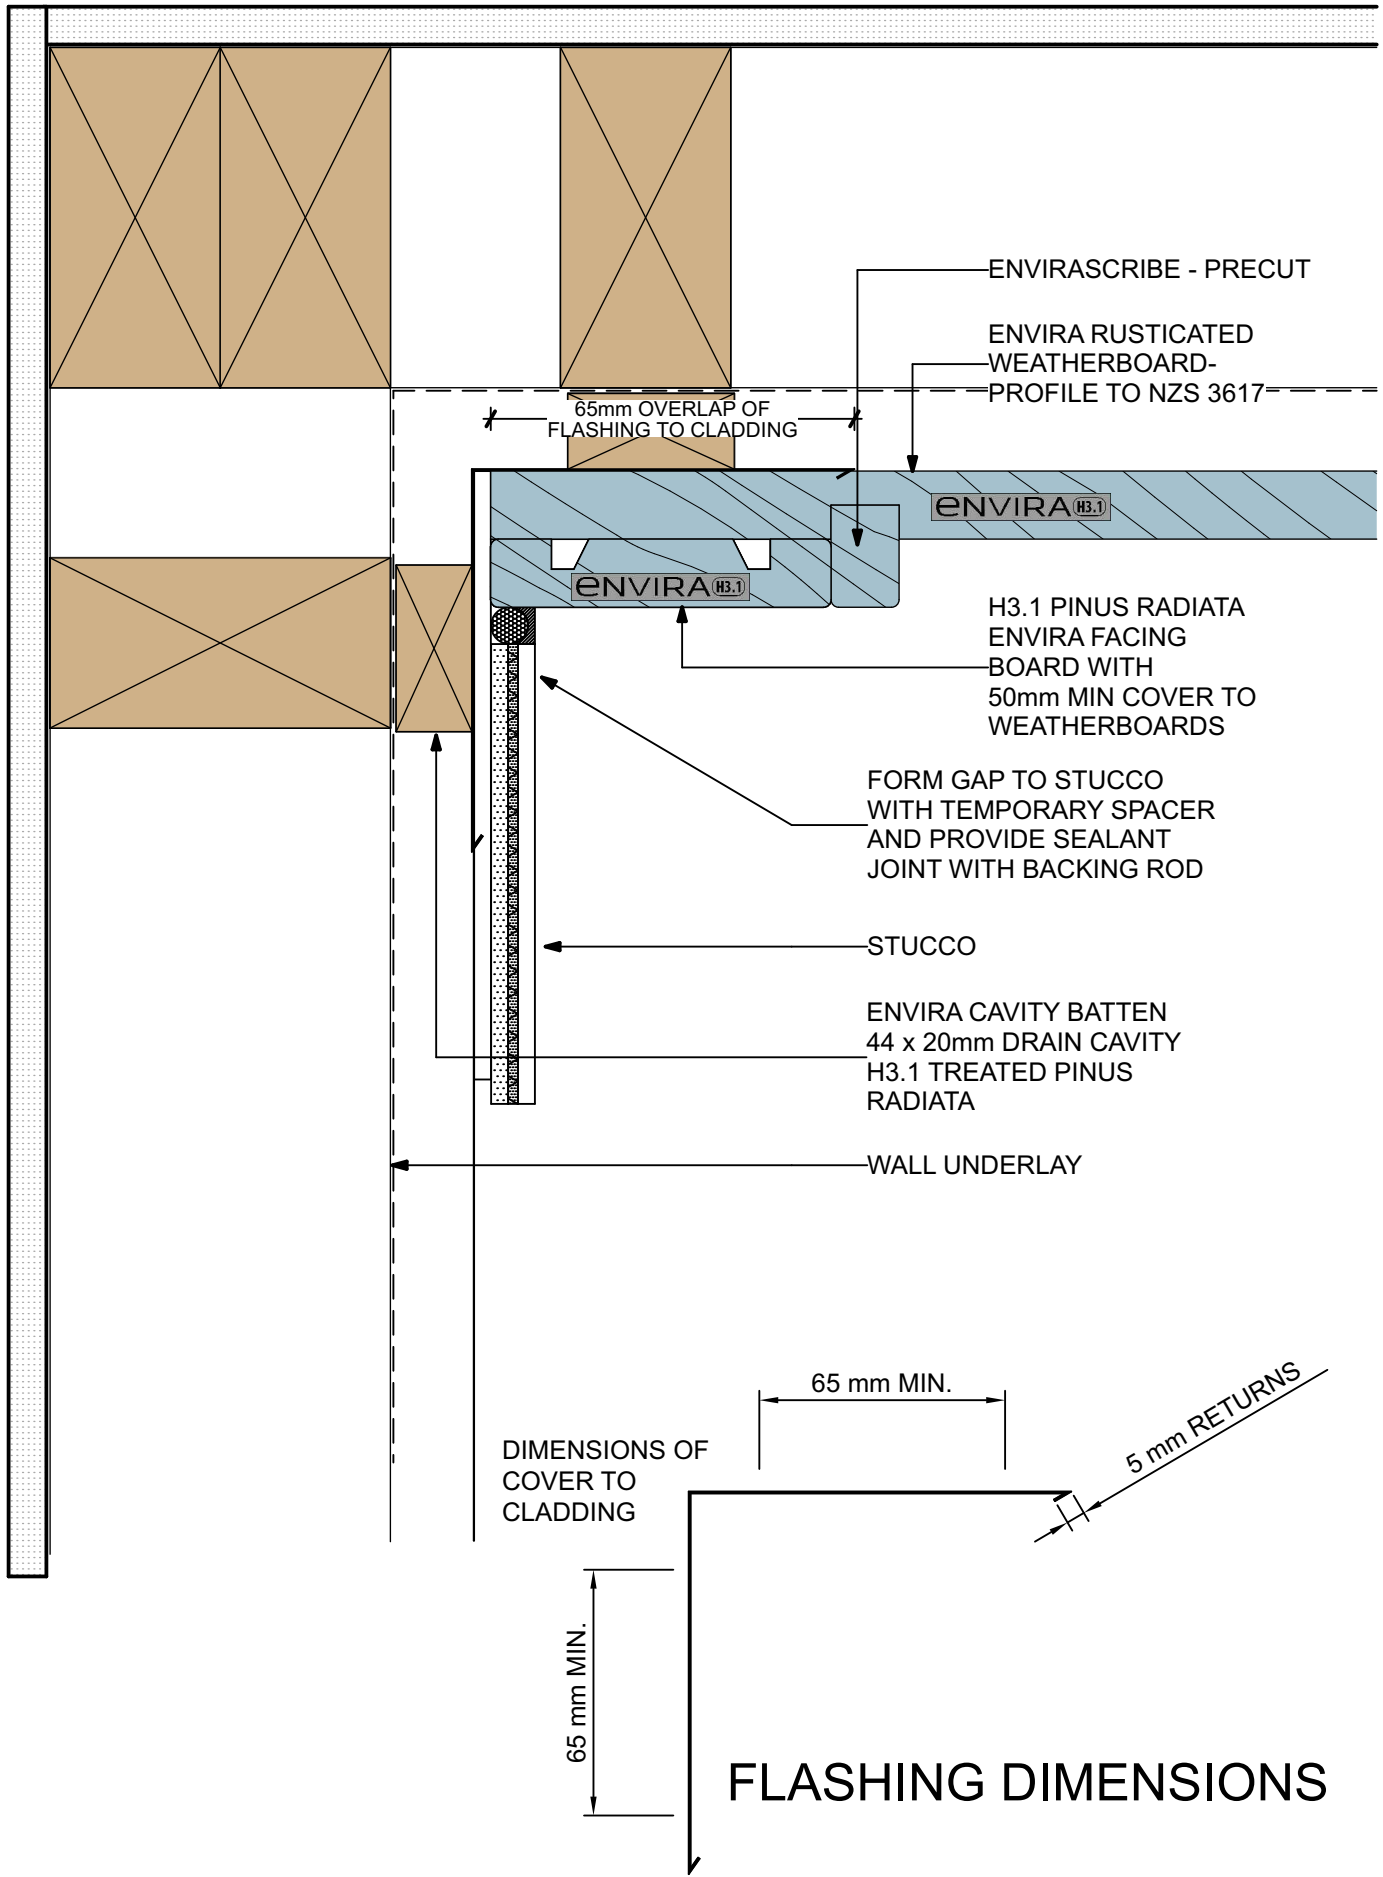 ENVIRASCRIBE - PRECUT
ENVIRA RUSTICATED
WEATHERBOARD-
PROFILE TO NZS 3617
65mm OVERLAP OF
FLASHING TO CLADDING
eNVIRA H3.1
eNVIRA H3.1
H3.1 PINUS RADIATA
ENVIRA FACING
BOARD WITH
50mm MIN COVER TO
WEATHERBOARDS
FORM GAP TO STUCCO
WITH TEMPORARY SPACER
AND PROVIDE SEALANT
JOINT WITH BACKING ROD
STUCCO
ENVIRA CAVITY BATTEN
44 x 20mm DRAIN CAVITY
H3.1 TREATED PINUS
RADIATA
WALL UNDERLAY
65 mm MIN.
5 mm RETURNS
DIMENSIONS OF
COVER TO
CLADDING
65 mm MIN.
FLASHING DIMENSIONS